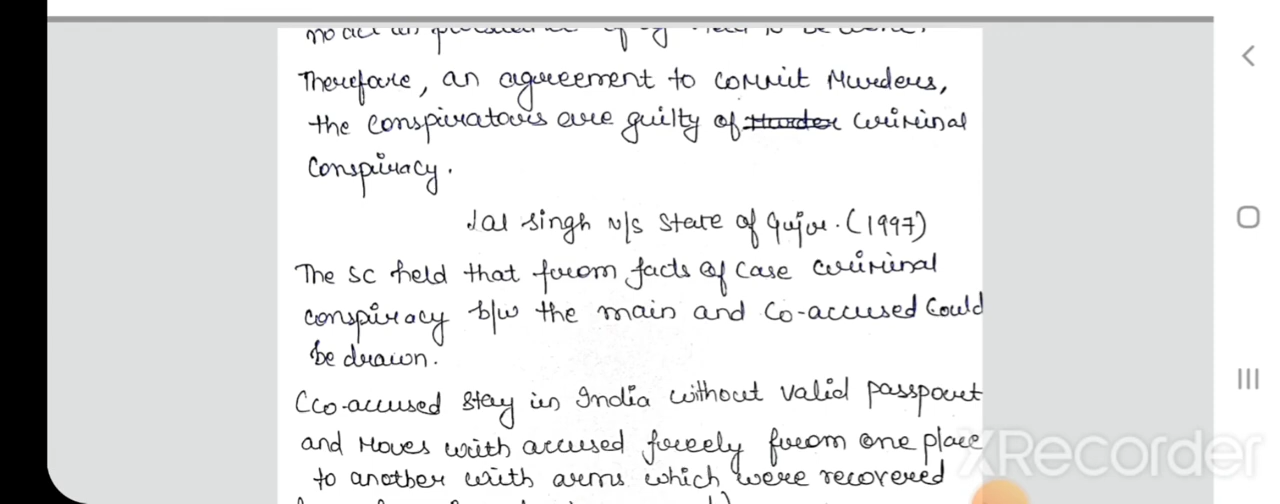 Therefore, an agreement to commit Murders,
the conspirators are guilty of Murder criminal
conspiracy.
Lal Singh v/s State of Gujar. (1997)
The SC held that from facts of case criminal
conspiracy b/w the main and Co-accused Could
be drawn.
(co-accused stay in India without valid passport
and moves with accused freely from one place
to another with arms which were recovered
XRecorder